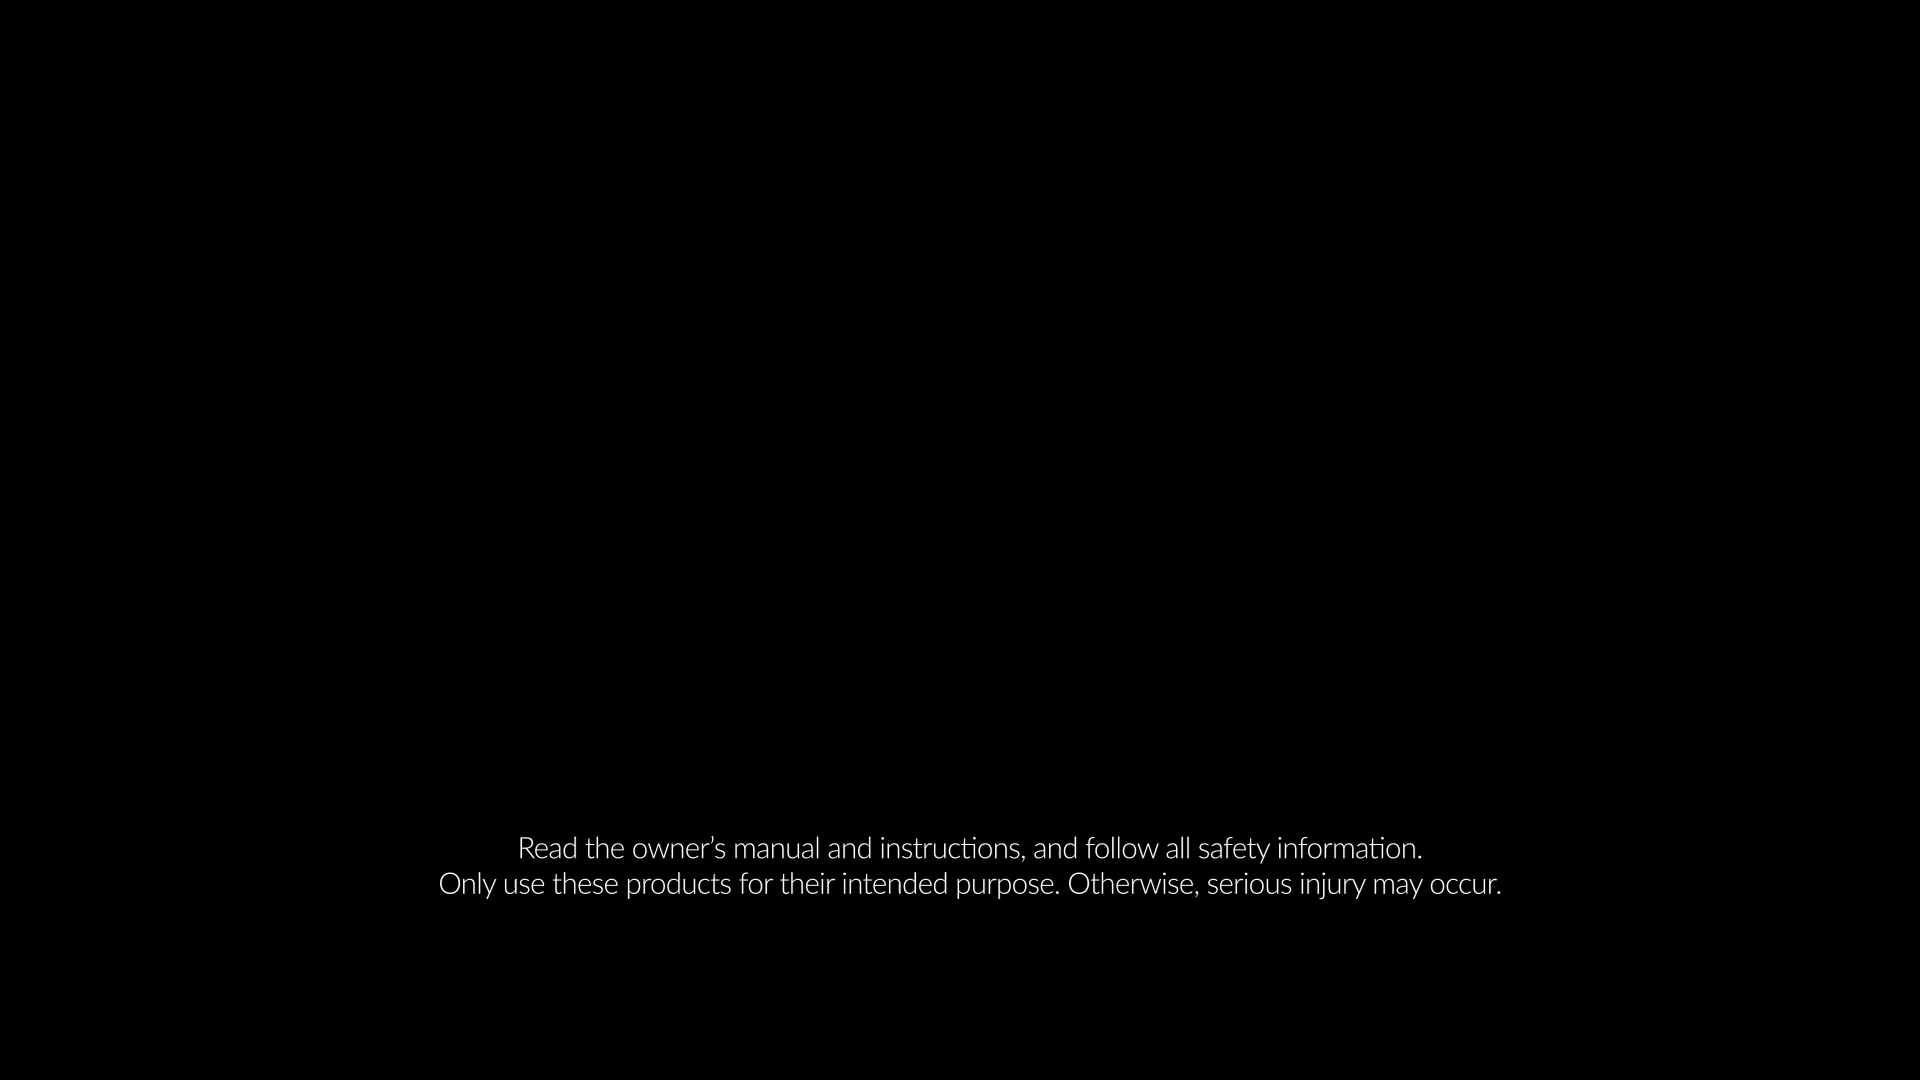 Read the owner’s manual and instructions, and follow all safety information.
Only use these products for their intended purpose. Otherwise, serious injury may occur.